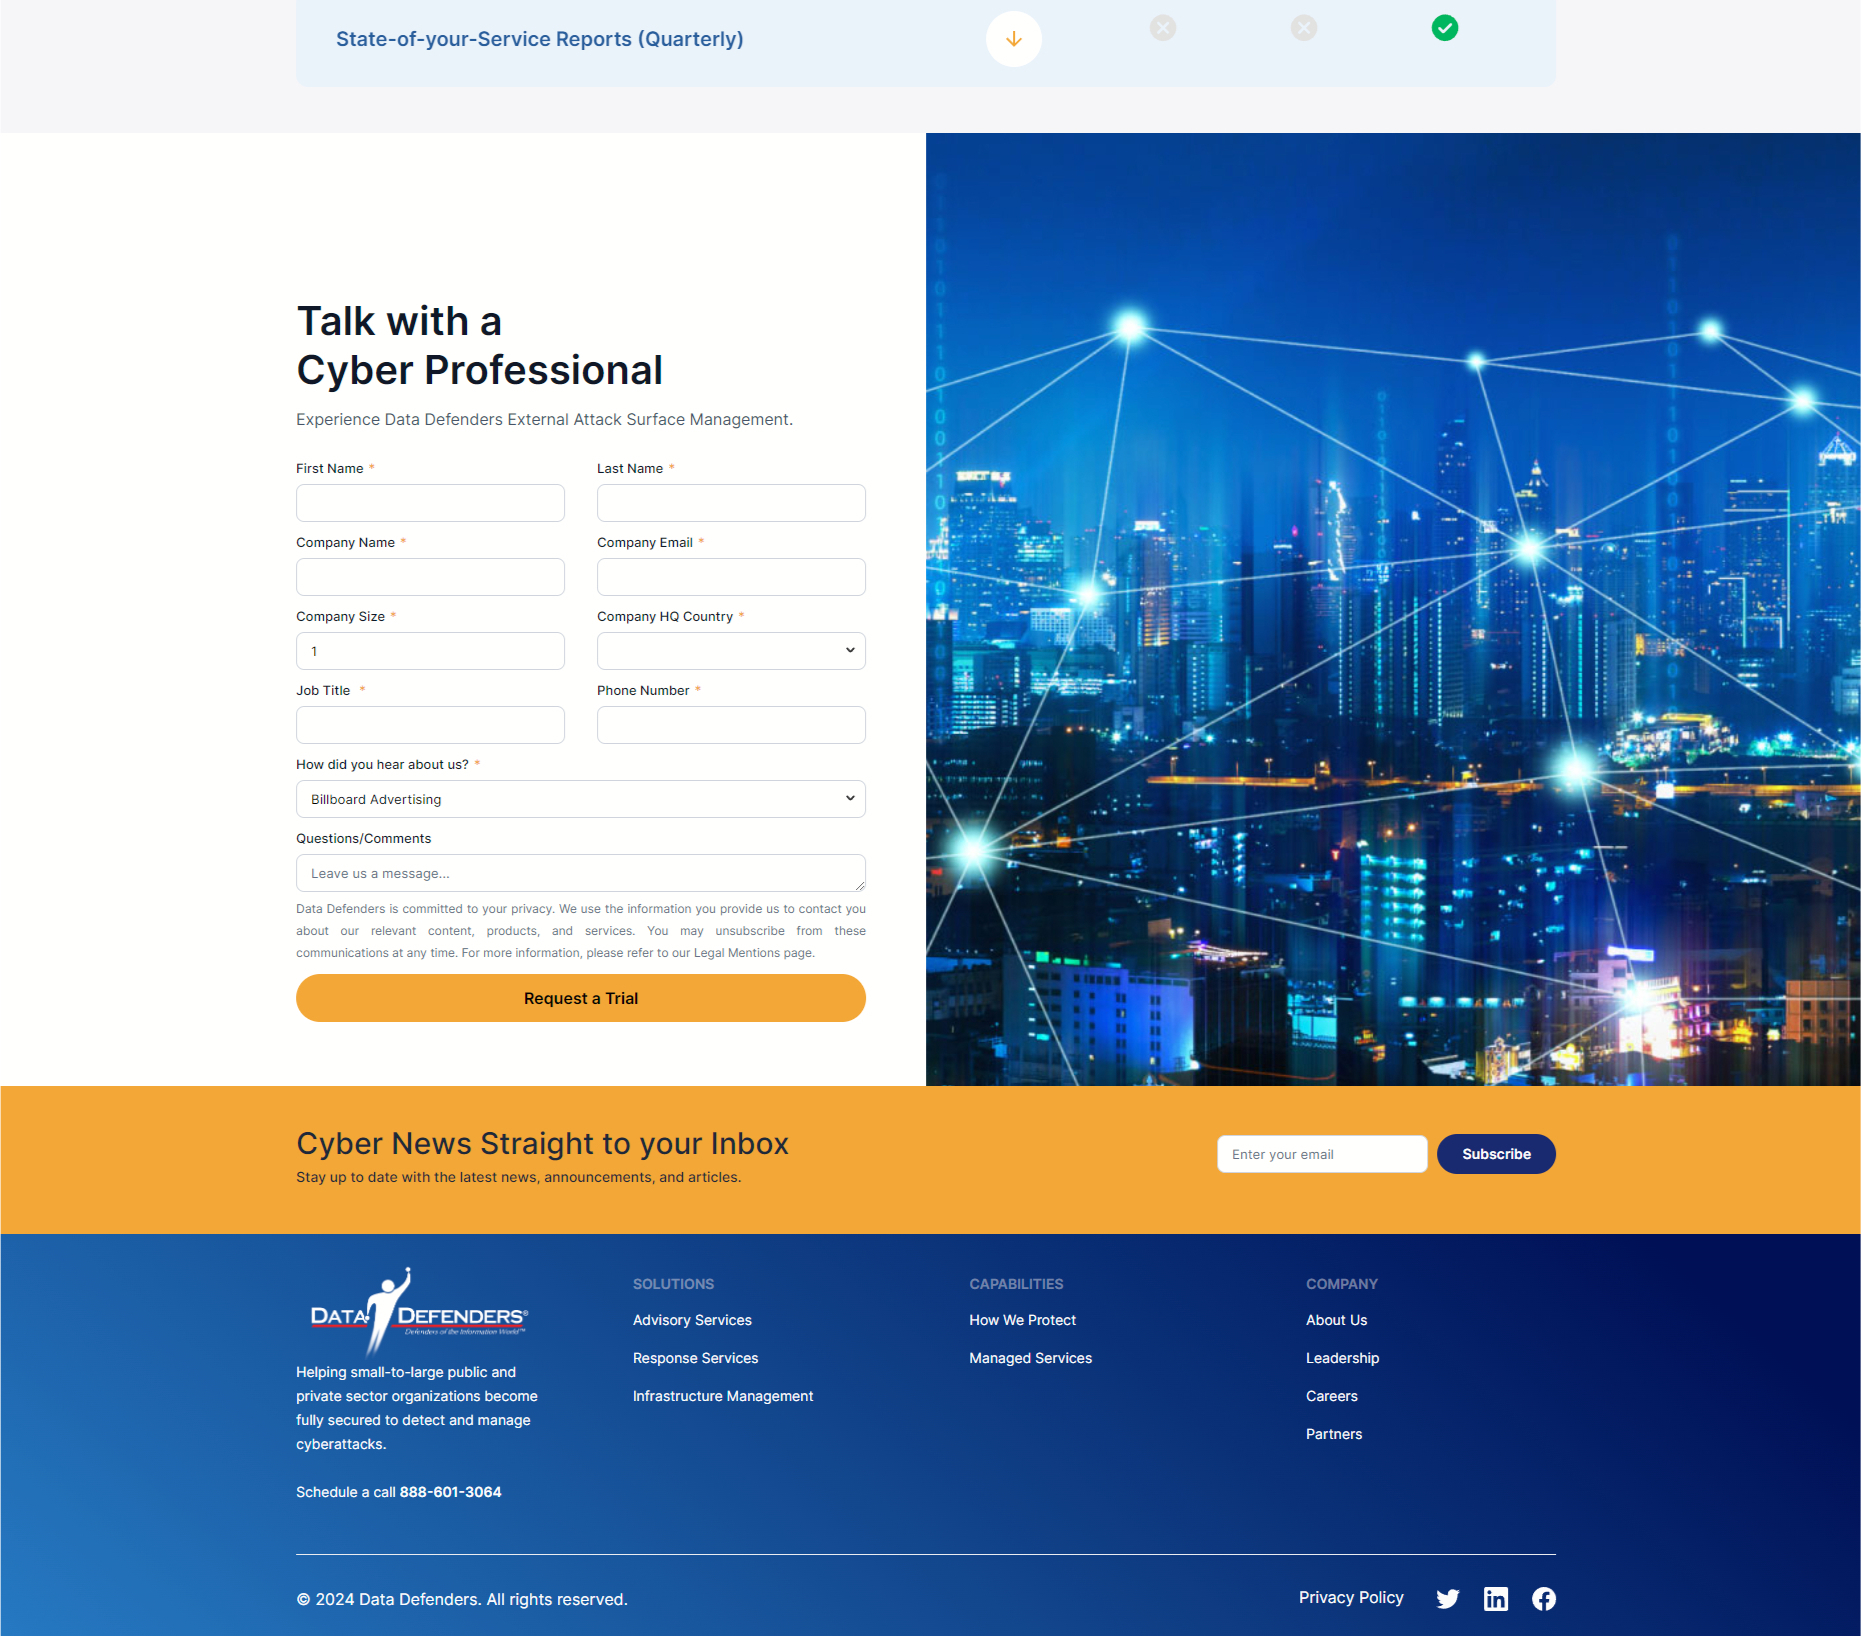 State-of-your-Service Reports (Quarterly)
Talk with a
Cyber Professional
Experience Data Defenders External Attack Surface Management.
First Name *
Last Name *
Company Name *
Company Email *
Company Size *
Company HQ Country *
1
Job Title *
Phone Number *
How did you hear about us? *
Billboard Advertising
Questions/Comments
Leave us a message...
Data Defenders is committed to your privacy. We use the information you provide us to contact you
about our relevant content, products, and services. You may unsubscribe from these
communications at any time. For more information, please refer to our Legal Mentions page.
Request a Trial
Cyber News Straight to your Inbox
Stay up to date with the latest news, announcements, and articles.
Enter your email
Subscribe
DATA DEFENDERS®
Defenders of the Information World™
Helping small-to-large public and
private sector organizations become
fully secured to detect and manage
cyberattacks.
Schedule a call 888-601-3064
SOLUTIONS
Advisory Services
Response Services
Infrastructure Management
CAPABILITIES
How We Protect
Managed Services
COMPANY
About Us
Leadership
Careers
Partners
© 2024 Data Defenders. All rights reserved.
Privacy Policy